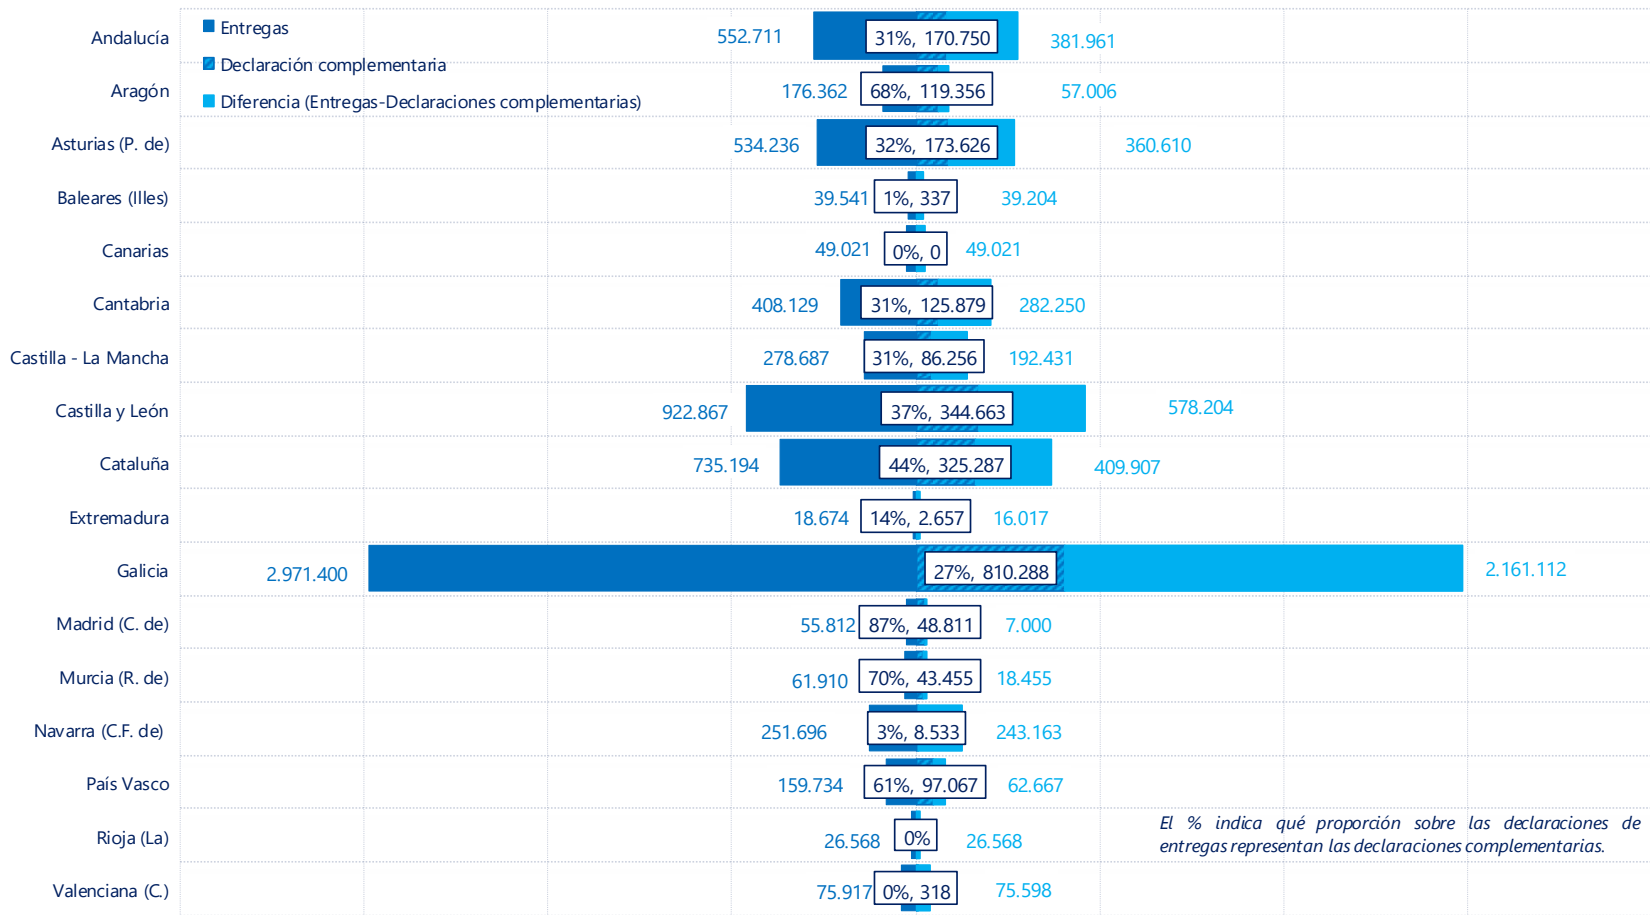 Entregas
Declaración complementaria
Diferencia (Entregas-Declaraciones complementarias)
Andalucía 552.711 31%, 170.750 381.961
Aragón 176.362 68%, 119.356 57.006
Asturias (P. de) 534.236 32%, 173.626 360.610
Baleares (Illes) 39.541 1%, 337 39.204
Canarias 49.021 0%, 0 49.021
Cantabria 408.129 31%, 125.879 282.250
Castilla - La Mancha 278.687 31%, 86.256 192.431
Castilla y León 922.867 37%, 344.663 578.204
Cataluña 735.194 44%, 325.287 409.907
Extremadura 18.674 14%, 2.657 16.017
Galicia 2.971.400 27%, 810.288 2.161.112
Madrid (C. de) 55.812 87%, 48.811 7.000
Murcia (R. de) 61.910 70%, 43.455 18.455
Navarra (C.F. de) 251.696 3%, 8.533 243.163
País Vasco 159.734 61%, 97.067 62.667
Rioja (La) 26.568 0% 26.568
Valenciana (C.) 75.917 0%, 318 75.598
El % indica qué proporción sobre las declaraciones de
entregas representan las declaraciones complementarias.